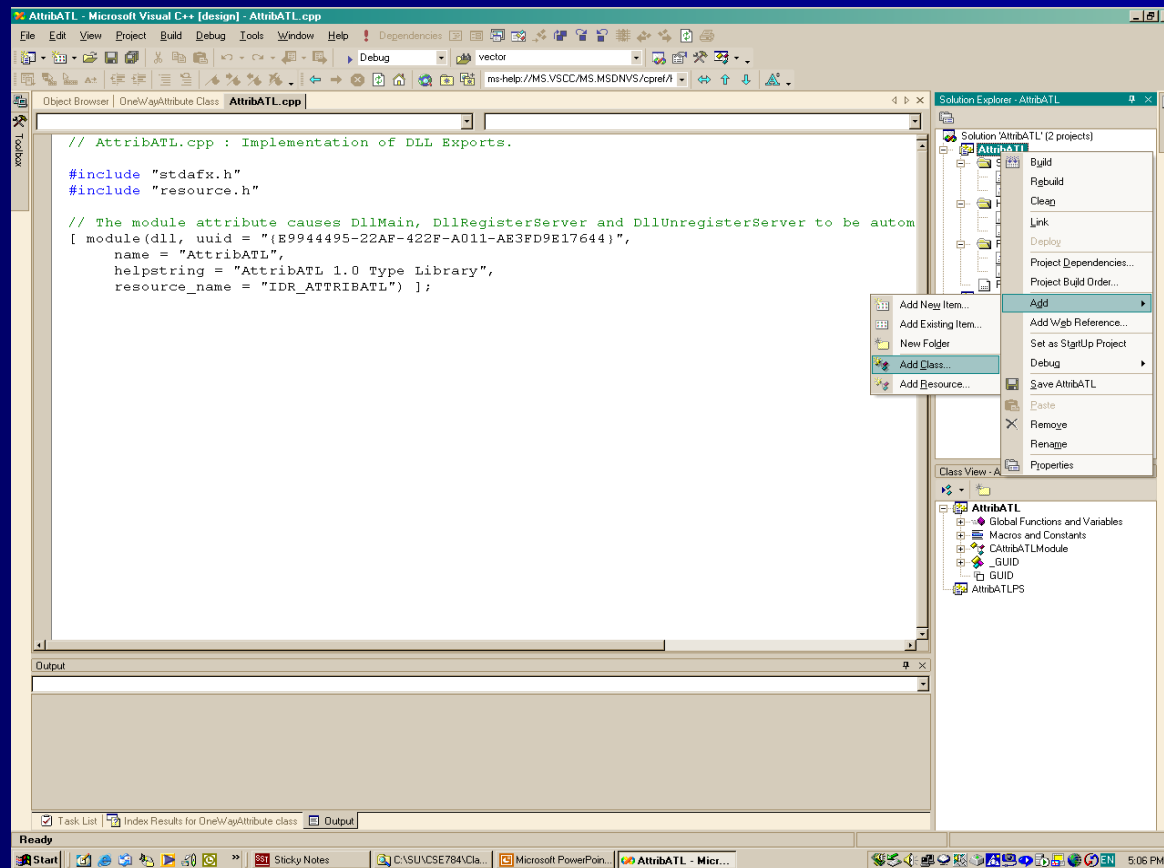 AttribATL - Microsoft Visual C++ [design] - AttribATL.cpp
File Edit View Project Build Debug Tools Window Help Dependencies
Debug vector
ms-help://MS.VSCC/MS.MSDNVS/cpref/
Object Browser OneWayAttribute Class AttribATL.cpp
Toolbox
// AttribATL.cpp : Implementation of DLL Exports.
#include "stdafx.h"
#include "resource.h"
// The module attribute causes DllMain, DllRegisterServer and DllUnregisterServer to be autom
[ module(dll, uuid = "{E9944495-22AF-422F-A011-AE3FD9E17644}",
name = "AttribATL",
helpstring = "AttribATL 1.0 Type Library",
resource_name = "IDR_ATTRIBATL") ];
Solution Explorer - AttribATL
Solution 'AttribATL' (2 projects)
AttribATL
Build
Rebuild
Clean
Link
Deploy
Project Dependencies...
Project Build Order...
Add
Add Web Reference...
Set as StartUp Project
Debug
Save AttribATL
Paste
Remove
Rename
Properties
Add New Item...
Add Existing Item...
New Folder
Add Class...
Add Resource...
Class View - A
AttribATL
Global Functions and Variables
Macros and Constants
CAttribATLModule
_GUID
GUID
AttribATLPS
Output
Task List Index Results for OneWayAttribute class Output
Ready
Start Sticky Notes C:\SU\CSE784\Cla... Microsoft PowerPoin... AttribATL - Micr... EN 5:06 PM